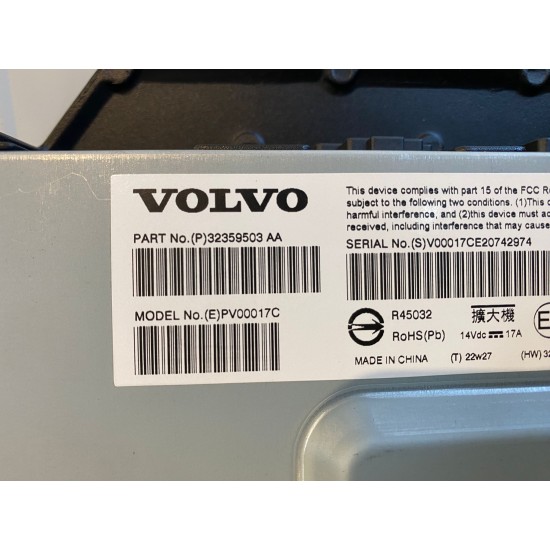 VOLVO
PART No.(P)32359503 AA
MODEL No.(E)PV00017C
This device complies with part 15 of the FCC R
subject to the following two conditions. (1)This
harmful interference, and (2)this device must
received, including interference that may cause
SERIAL No.(S)V00017CE20742974
R45032
擴大機
E
RoHS(Pb)
14Vdc 17A
MADE IN CHINA
(T) 22w27
(HW) 32